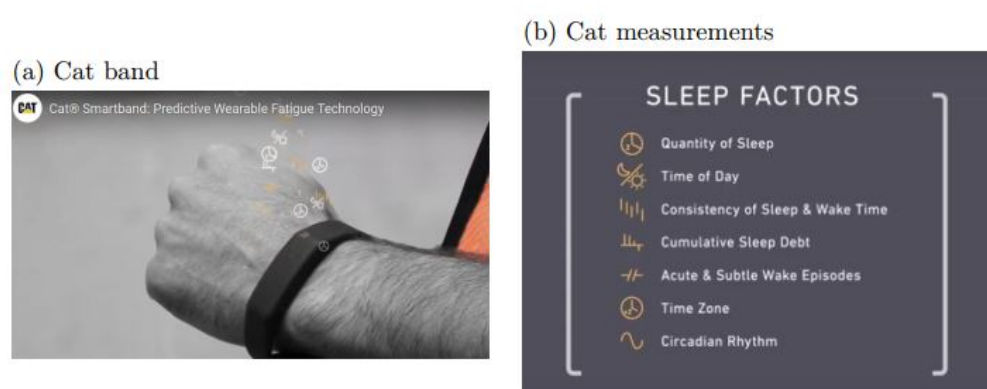 (a) Cat band
CAT Cat® Smartband: Predictive Wearable Fatigue Technology
(b) Cat measurements
SLEEP FACTORS
Quantity of Sleep
Time of Day
Consistency of Sleep & Wake Time
Cumulative Sleep Debt
Acute & Subtle Wake Episodes
Time Zone
Circadian Rhythm